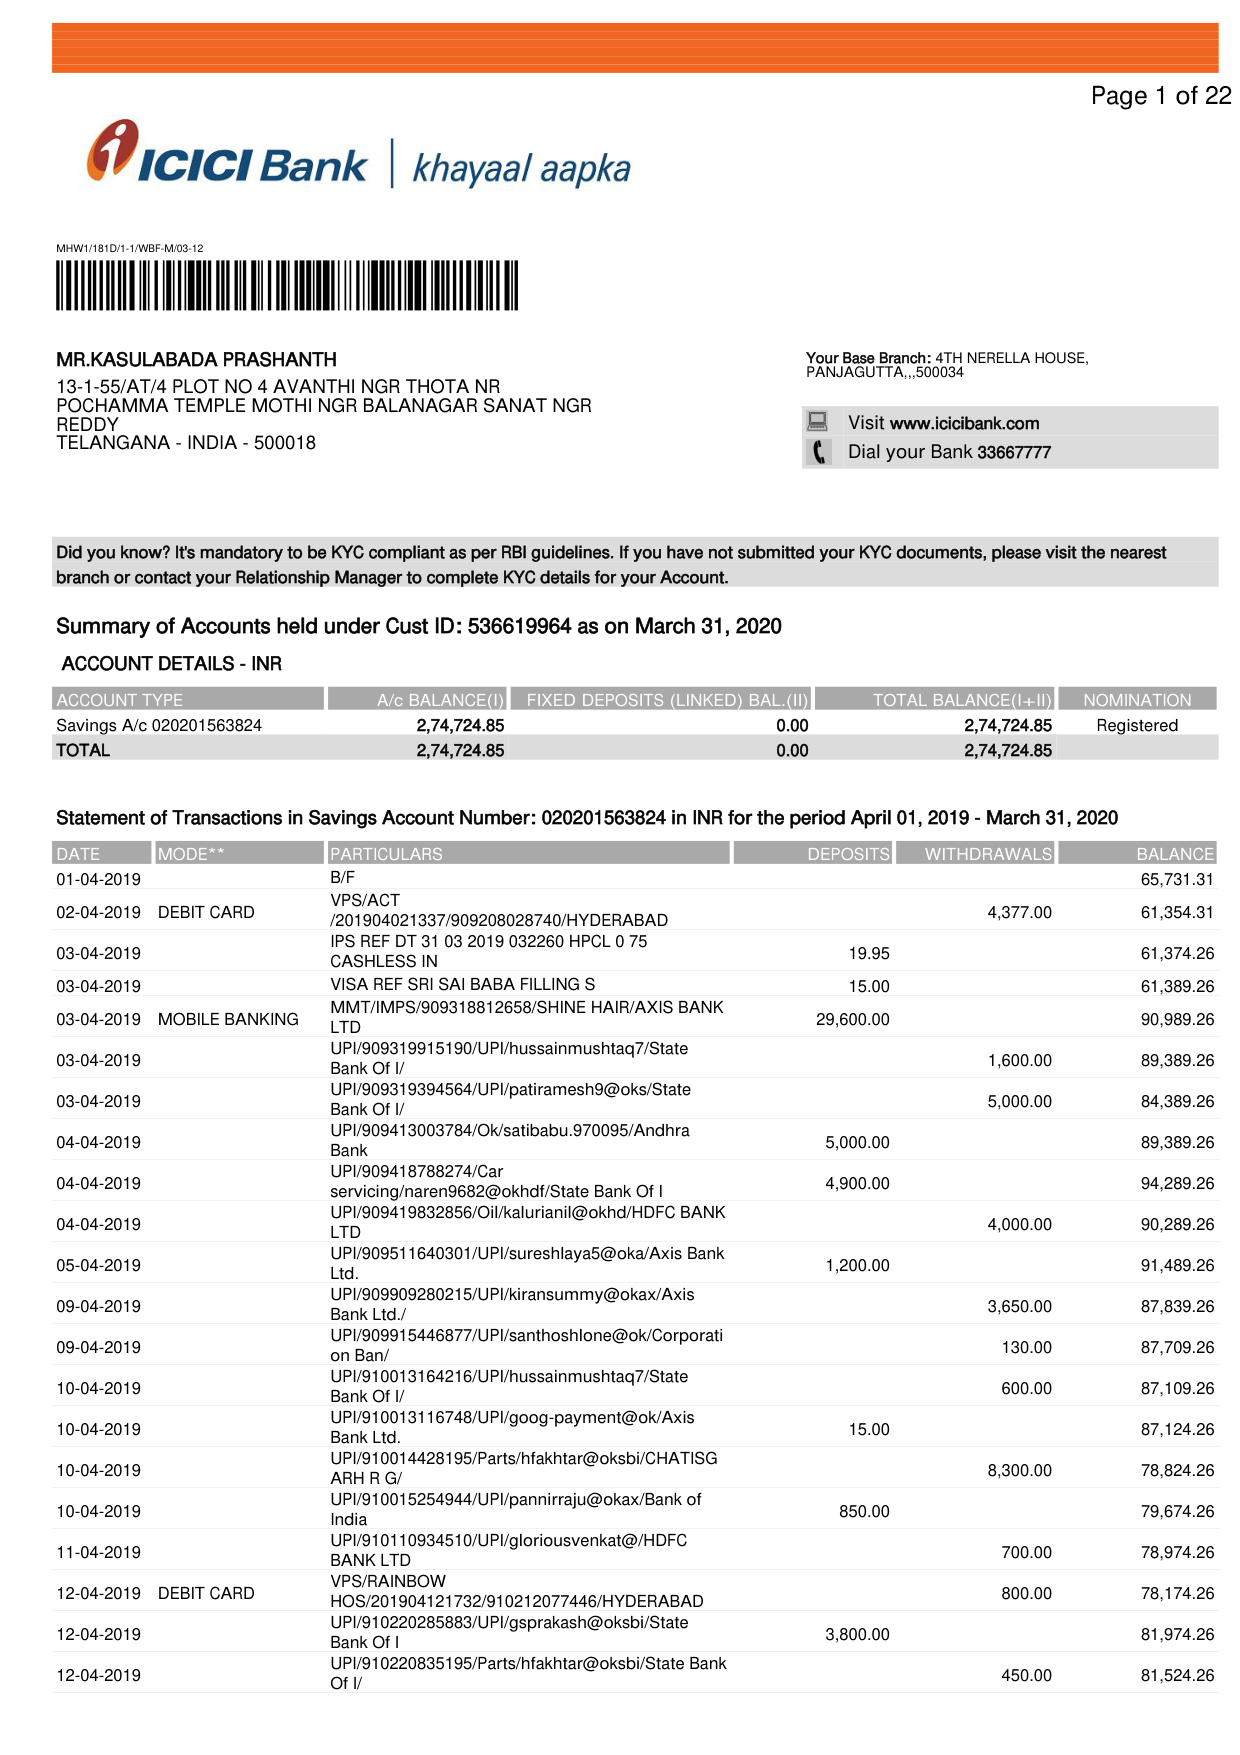 Page 1 of 22
ICICI Bank | khayaal aapka
MHW1/181D/1-1/WBF-M/03-12
MR.KASULABADA PRASHANTH
13-1-55/AT/4 PLOT NO 4 AVANTHI NGR THOTA NR
POCHAMMA TEMPLE MOTHI NGR BALANAGAR SANAT NGR
REDDY
TELANGANA - INDIA - 500018
Your Base Branch: 4TH NERELLA HOUSE,
PANJAGUTTA,,,500034
Visit www.icicibank.com
Dial your Bank 33667777
Did you know? It's mandatory to be KYC compliant as per RBI guidelines. If you have not submitted your KYC documents, please visit the nearest
branch or contact your Relationship Manager to complete KYC details for your Account.
Summary of Accounts held under Cust ID: 536619964 as on March 31, 2020
ACCOUNT DETAILS - INR
ACCOUNT TYPE A/c BALANCE(I) FIXED DEPOSITS (LINKED) BAL.(II) TOTAL BALANCE(I+II) NOMINATION
Savings A/c 020201563824 2,74,724.85 0.00 2,74,724.85 Registered
TOTAL 2,74,724.85 0.00 2,74,724.85
Statement of Transactions in Savings Account Number: 020201563824 in INR for the period April 01, 2019 - March 31, 2020
DATE MODE** PARTICULARS DEPOSITS WITHDRAWALS BALANCE
01-04-2019 B/F 65,731.31
VPS/ACT
02-04-2019 DEBIT CARD /201904021337/909208028740/HYDERABAD 4,377.00 61,354.31
IPS REF DT 31 03 2019 032260 HPCL 0 75
03-04-2019 CASHLESS IN 19.95 61,374.26
03-04-2019 VISA REF SRI SAI BABA FILLING S 15.00 61,389.26
MMT/IMPS/909318812658/SHINE HAIR/AXIS BANK
03-04-2019 MOBILE BANKING LTD 29,600.00 90,989.26
UPI/909319915190/UPI/hussainmushtaq7/State
03-04-2019 Bank Of I/ 1,600.00 89,389.26
UPI/909319394564/UPI/patiramesh9@oks/State
03-04-2019 Bank Of I/ 5,000.00 84,389.26
UPI/909413003784/Ok/satibabu.970095/Andhra
04-04-2019 Bank 5,000.00 89,389.26
UPI/909418788274/Car
04-04-2019 servicing/naren9682@okhdf/State Bank Of I 4,900.00 94,289.26
UPI/909419832856/Oil/kalurianil@okhd/HDFC BANK
04-04-2019 LTD 4,000.00 90,289.26
UPI/909511640301/UPI/sureshlaya5@oka/Axis Bank
05-04-2019 Ltd. 1,200.00 91,489.26
UPI/909909280215/UPI/kiransummy@okax/Axis
09-04-2019 Bank Ltd./ 3,650.00 87,839.26
UPI/909915446877/UPI/santhoshlone@ok/Corporati
09-04-2019 on Ban/ 130.00 87,709.26
UPI/910013164216/UPI/hussainmushtaq7/State
10-04-2019 Bank Of I/ 600.00 87,109.26
UPI/910013116748/UPI/goog-payment@ok/Axis
10-04-2019 Bank Ltd. 15.00 87,124.26
UPI/910014428195/Parts/hfakhtar@oksbi/CHATISG
10-04-2019 ARH R G/ 8,300.00 78,824.26
UPI/910015254944/UPI/pannirraju@okax/Bank of
10-04-2019 India 850.00 79,674.26
UPI/910110934510/UPI/gloriousvenkat@/HDFC
11-04-2019 BANK LTD 700.00 78,974.26
VPS/RAINBOW
12-04-2019 DEBIT CARD HOS/201904121732/910212077446/HYDERABAD 800.00 78,174.26
UPI/910220285883/UPI/gsprakash@oksbi/State
12-04-2019 Bank Of I 3,800.00 81,974.26
UPI/910220835195/Parts/hfakhtar@oksbi/State Bank
12-04-2019 Of I/ 450.00 81,524.26